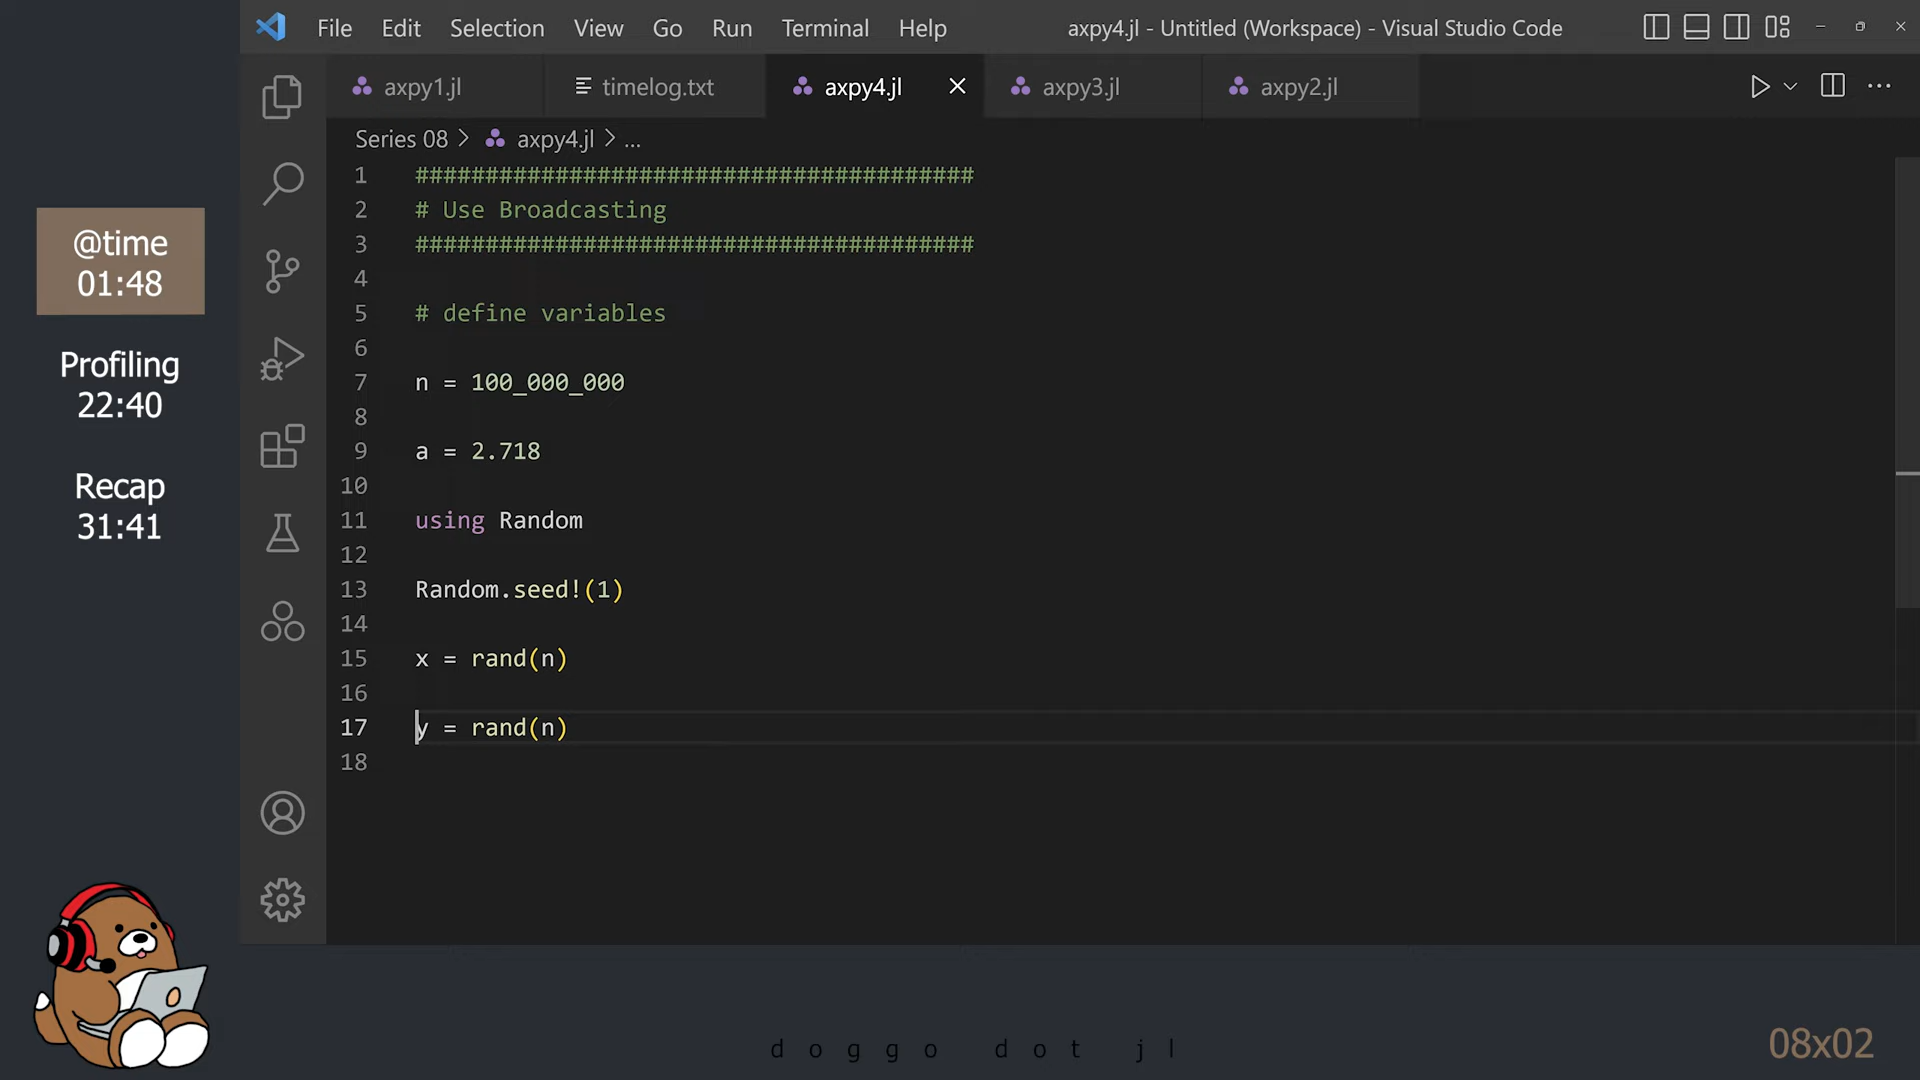 File Edit Selection View Go Run Terminal Help axpy4.jl - Untitled (Workspace) - Visual Studio Code
axpy1.jl timelog.txt axpy4.jl axpy3.jl axpy2.jl
Series 08 > axpy4.jl > ...
@time
01:48
Profiling
22:40
Recap
31:41
1 ########################################
2 # Use Broadcasting
3 ########################################
4
5 # define variables
6
7 n = 100_000_000
8
9 a = 2.718
10
11 using Random
12
13 Random.seed!(1)
14
15 x = rand(n)
16
17 y = rand(n)
18
doggo dot jl
08x02